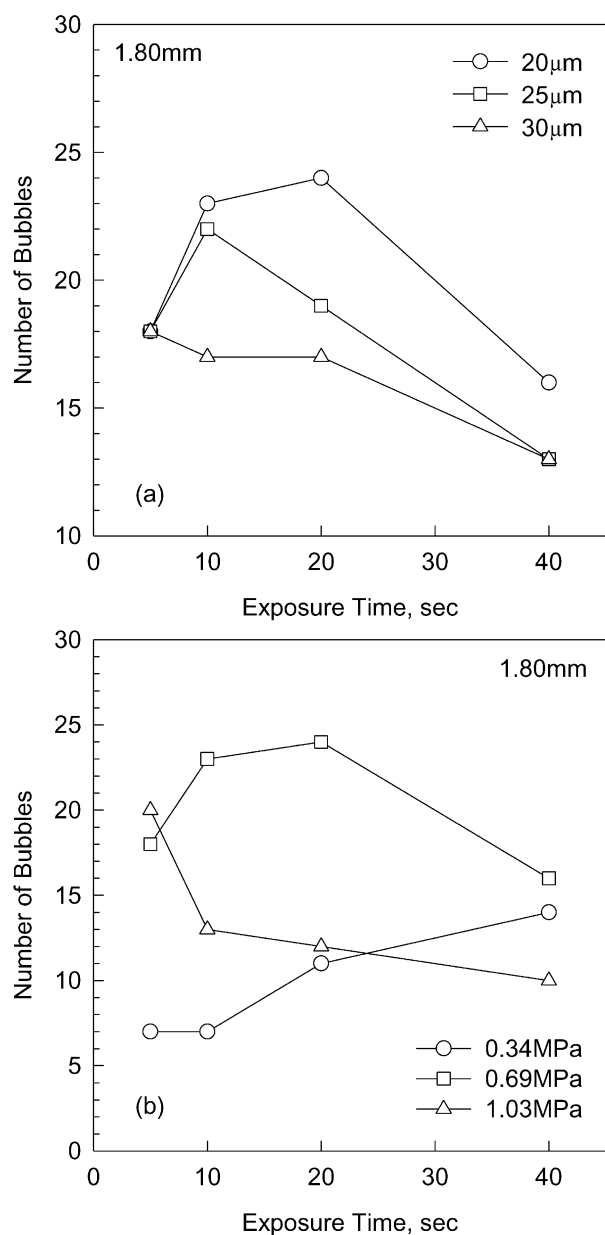 30
1.80mm
20μm
25μm
30μm
25
20
15
10
Number of Bubbles
(a)
0
10
20
30
40
Exposure Time, sec
30
1.80mm
25
20
15
10
5
0
Number of Bubbles
0.34MPa
0.69MPa
1.03MPa
(b)
0
10
20
30
40
Exposure Time, sec